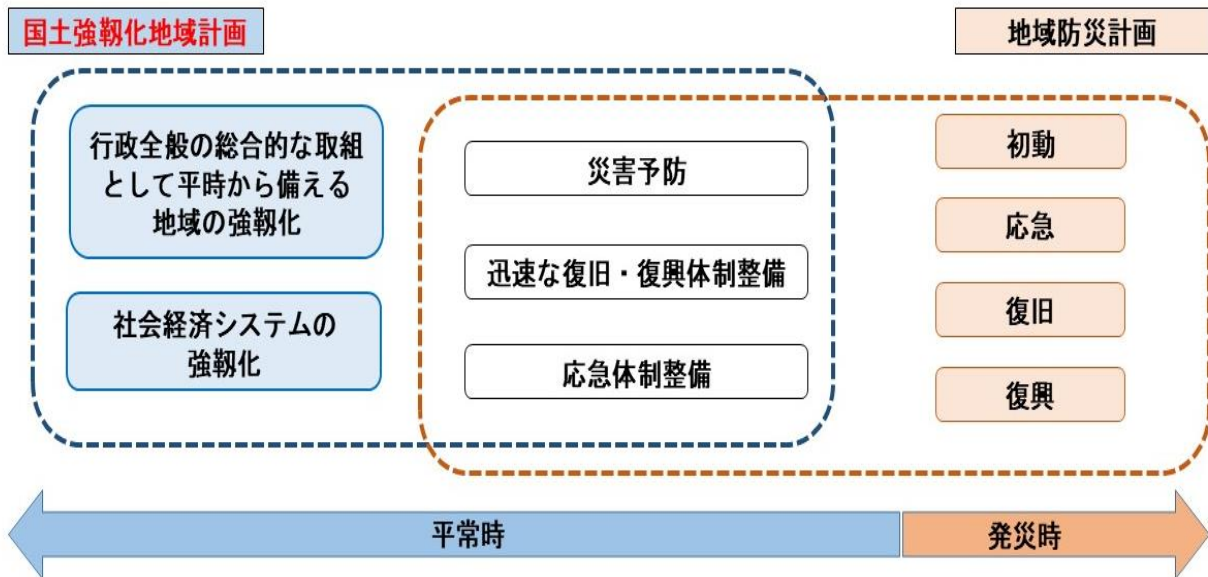 国土強靱化地域計画
地域防災計画
行政全般の総合的な取組
として平時から備える
地域の強靱化
社会経済システムの
強靱化
災害予防
迅速な復旧・復興体制整備
応急体制整備
初動
応急
復旧
復興
平常時
発災時